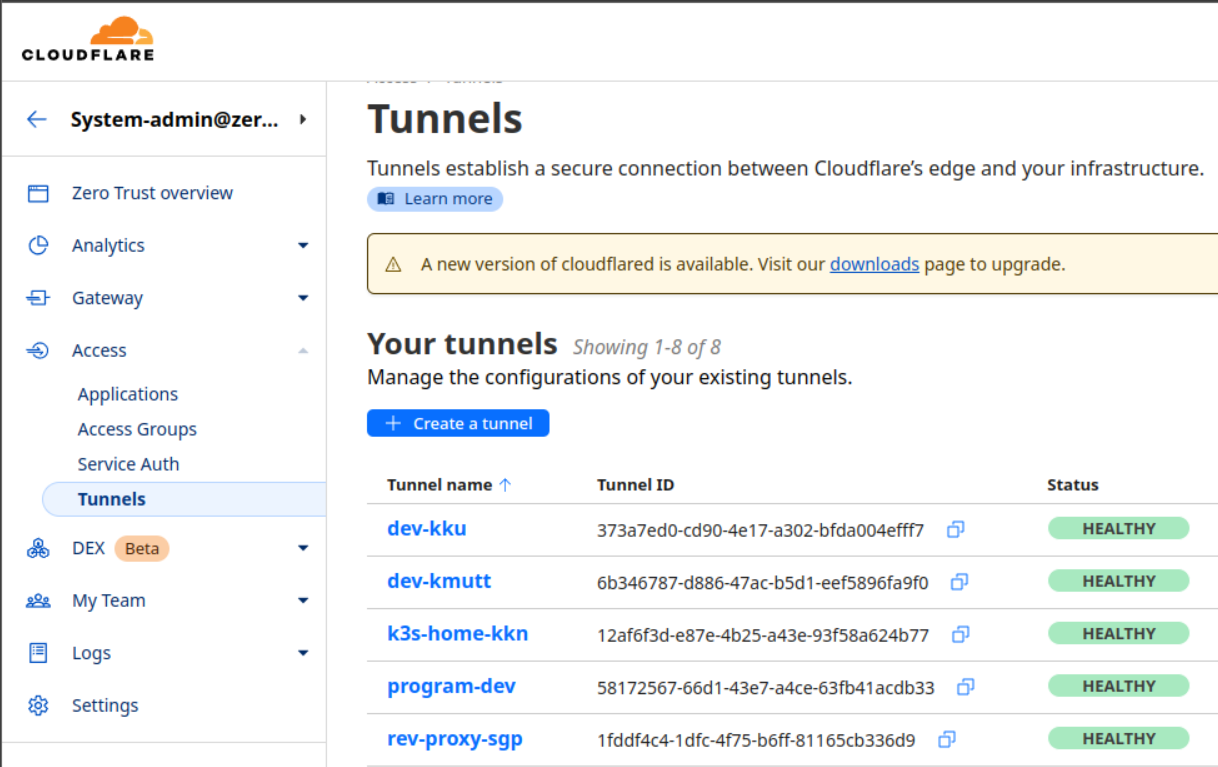 CLOUDFLARE
System-admin@zer...
Zero Trust overview
Analytics
Gateway
Access
Applications
Access Groups
Service Auth
Tunnels
DEX Beta
My Team
Logs
Settings
Tunnels
Tunnels establish a secure connection between Cloudflare’s edge and your infrastructure.
Learn more
A new version of cloudflared is available. Visit our downloads page to upgrade.
Your tunnels Showing 1-8 of 8
Manage the configurations of your existing tunnels.
+ Create a tunnel
Tunnel name ↑ Tunnel ID Status
dev-kku 373a7ed0-cd90-4e17-a302-bfda004efff7 HEALTHY
dev-kmutt 6b346787-d886-47ac-b5d1-eef5896fa9f0 HEALTHY
k3s-home-kkn 12af6f3d-e87e-4b25-a43e-93f58a624b77 HEALTHY
program-dev 58172567-66d1-43e7-a4ce-63fb41acdb33 HEALTHY
rev-proxy-sgp 1fddf4c4-1dfc-4f75-b6ff-81165cb336d9 HEALTHY